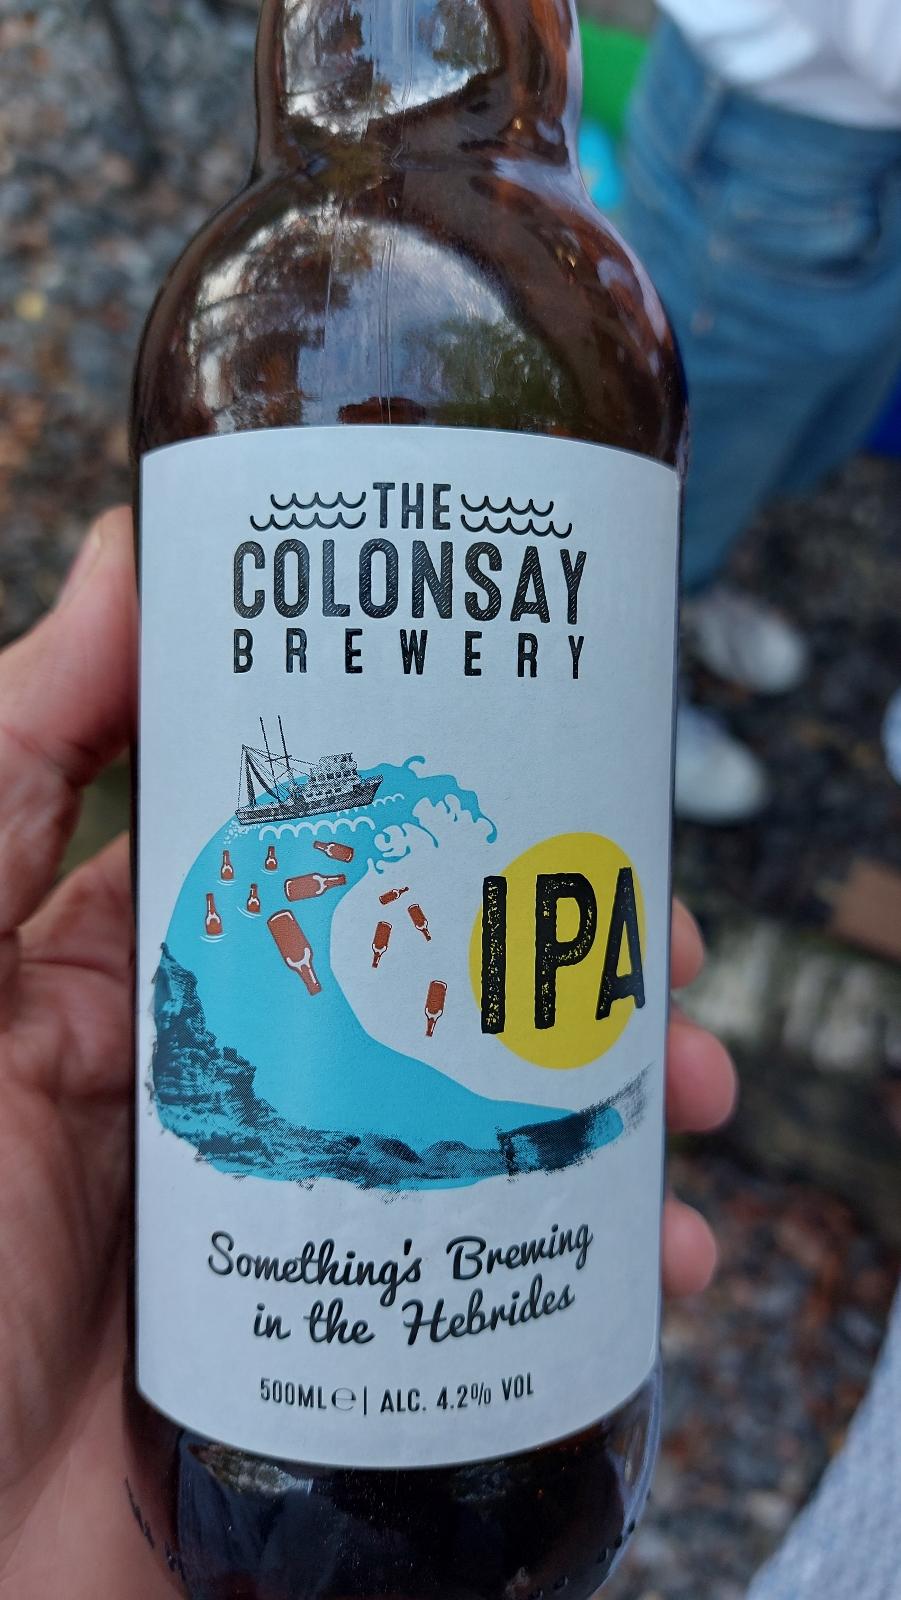 THE
COLONSAY
BREWERY
IPA
Something's Brewing
in the Hebrides
500ML℮ | ALC. 4.2% VOL